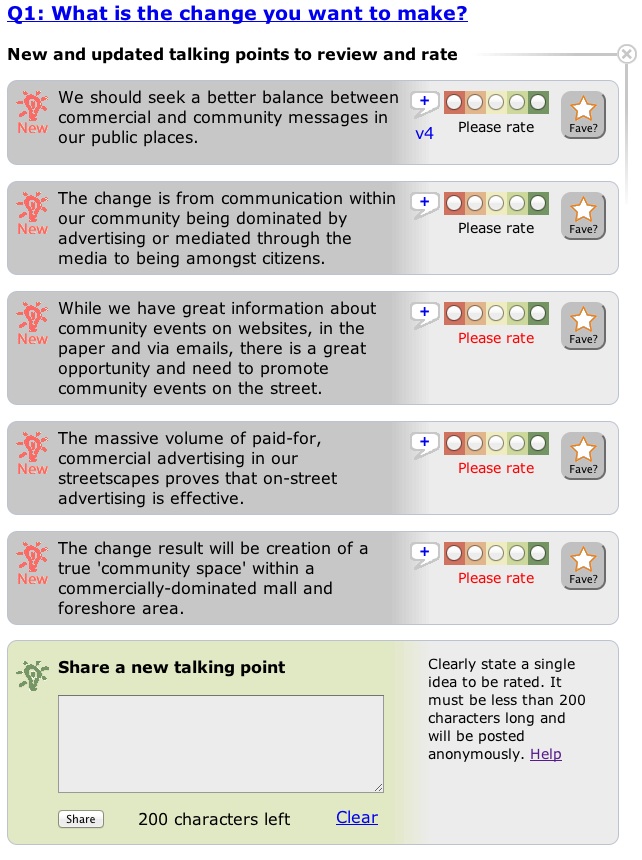 Q1: What is the change you want to make?
New and updated talking points to review and rate
We should seek a better balance between
commercial and community messages in
our public places.
New
+
v4
Please rate
Fave?
The change is from communication within
our community being dominated by
advertising or mediated through the
media to being amongst citizens.
New
+
Please rate
Fave?
While we have great information about
community events on websites, in the
paper and via emails, there is a great
opportunity and need to promote
community events on the street.
New
+
Please rate
Fave?
The massive volume of paid-for,
commercial advertising in our
streetscapes proves that on-street
advertising is effective.
New
+
Please rate
Fave?
The change result will be creation of a
true 'community space' within a
commercially-dominated mall and
foreshore area.
New
+
Please rate
Fave?
Share a new talking point
Share
200 characters left
Clear
Clearly state a single
idea to be rated. It
must be less than 200
characters long and
will be posted
anonymously. Help